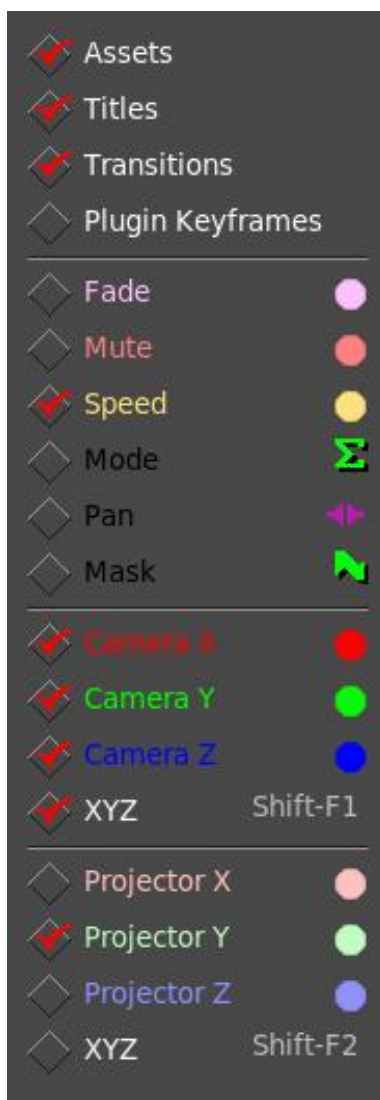 Assets
Titles
Transitions
Plugin Keyframes
Fade
Mute
Speed
Mode
Pan
Mask
Camera X
Camera Y
Camera Z
XYZ Shift-F1
Projector X
Projector Y
Projector Z
XYZ Shift-F2